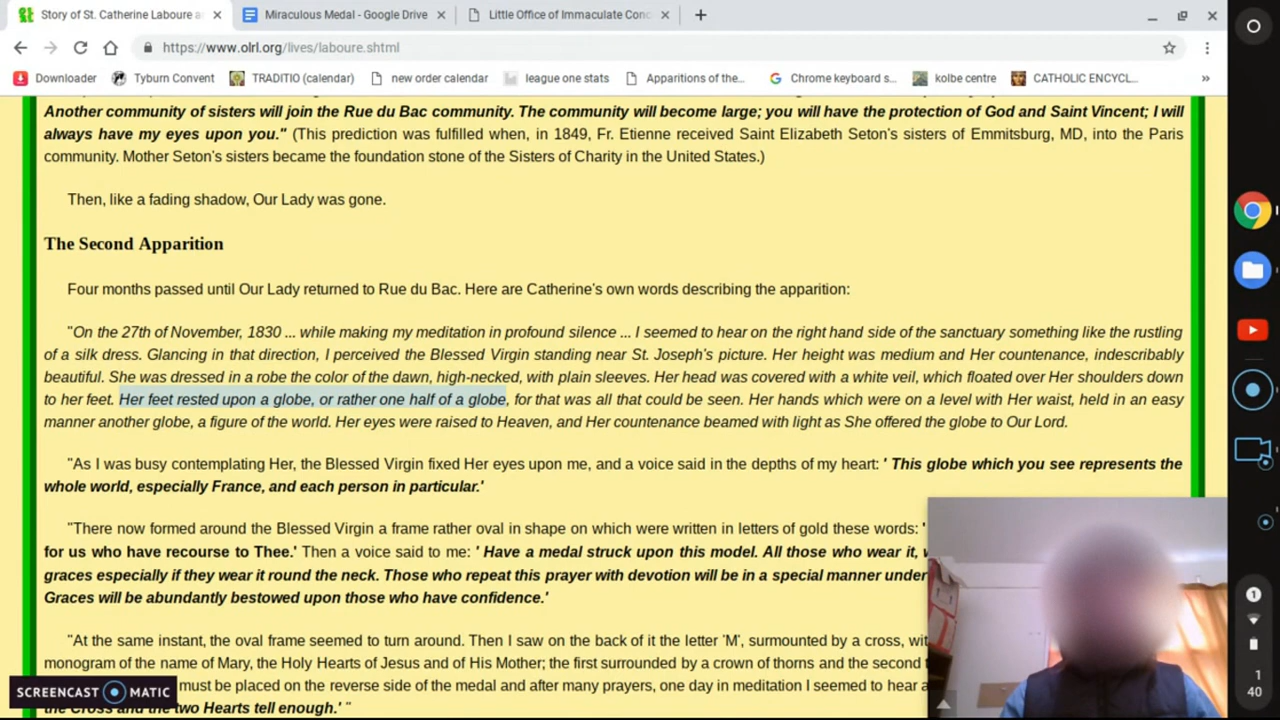 Story of St. Catherine Laboure a
Miraculous Medal - Google Drive
Little Office of Immaculate Conc
https://www.olrl.org/lives/laboure.shtml
Downloader
Tyburn Convent
TRADITIO (calendar)
new order calendar
league one stats
Apparitions of the...
Chrome keyboard s...
kolbe centre
CATHOLIC ENCYCL...
Another community of sisters will join the Rue du Bac community. The community will become large; you will have the protection of God and Saint Vincent; I will
always have my eyes upon you." (This prediction was fulfilled when, in 1849, Fr. Etienne received Saint Elizabeth Seton's sisters of Emmitsburg, MD, into the Paris
community. Mother Seton's sisters became the foundation stone of the Sisters of Charity in the United States.)
Then, like a fading shadow, Our Lady was gone.
The Second Apparition
Four months passed until Our Lady returned to Rue du Bac. Here are Catherine's own words describing the apparition:
"On the 27th of November, 1830 ... while making my meditation in profound silence ... I seemed to hear on the right hand side of the sanctuary something like the rustling
of a silk dress. Glancing in that direction, I perceived the Blessed Virgin standing near St. Joseph's picture. Her height was medium and Her countenance, indescribably
beautiful. She was dressed in a robe the color of the dawn, high-necked, with plain sleeves. Her head was covered with a white veil, which floated over Her shoulders down
to her feet. Her feet rested upon a globe, or rather one half of a globe, for that was all that could be seen. Her hands which were on a level with Her waist, held in an easy
manner another globe, a figure of the world. Her eyes were raised to Heaven, and Her countenance beamed with light as She offered the globe to Our Lord.
"As I was busy contemplating Her, the Blessed Virgin fixed Her eyes upon me, and a voice said in the depths of my heart: ' This globe which you see represents the
whole world, especially France, and each person in particular.'
"There now formed around the Blessed Virgin a frame rather oval in shape on which were written in letters of gold these words: '
for us who have recourse to Thee.' Then a voice said to me: ' Have a medal struck upon this model. All those who wear it,
graces especially if they wear it round the neck. Those who repeat this prayer with devotion will be in a special manner under
Graces will be abundantly bestowed upon those who have confidence.'
"At the same instant, the oval frame seemed to turn around. Then I saw on the back of it the letter 'M', surmounted by a cross,
monogram of the name of Mary, the Holy Hearts of Jesus and of His Mother; the first surrounded by a crown of thorns and the second
must be placed on the reverse side of the medal and after many prayers, one day in meditation I seemed to hear a
the Cross and the two Hearts tell enough.' "
SCREENCAST MATIC
1
1
40